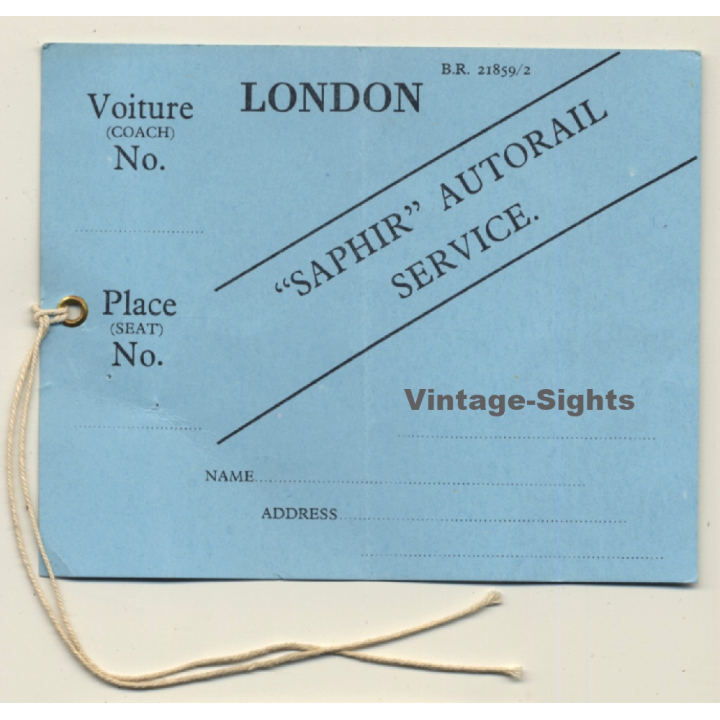 B.R. 21859/2
LONDON
Voiture
(COACH)
No.
“SAPHIR” AUTORAIL
SERVICE.
Place
(SEAT)
No.
Vintage-Sights
NAME
ADDRESS